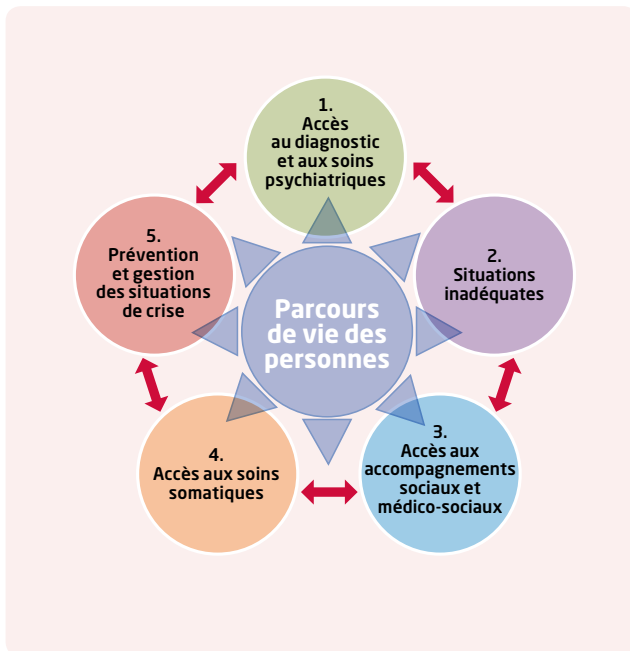 1.
Accès
au diagnostic
et aux soins
psychiatriques
2.
Situations
inadéquates
3.
Accès aux
accompagnements
sociaux et
médico-sociaux
4.
Accès aux soins
somatiques
5.
Prévention
et gestion
des situations
de crise
Parcours
de vie des
personnes